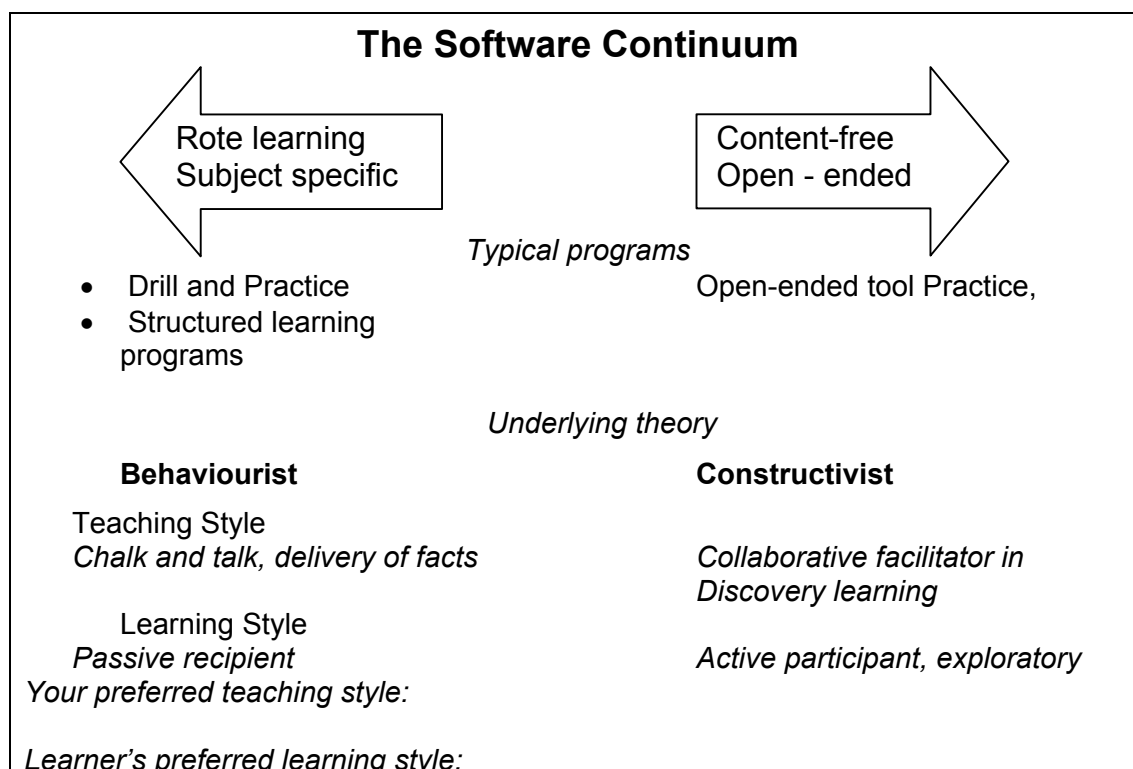 The Software Continuum
Rote learning
Subject specific
Content-free
Open - ended
Typical programs
• Drill and Practice
• Structured learning
programs
Open-ended tool Practice,
Underlying theory
Behaviourist
Constructivist
Teaching Style
Chalk and talk, delivery of facts
Collaborative facilitator in
Discovery learning
Learning Style
Passive recipient
Active participant, exploratory
Your preferred teaching style:
Learner's preferred learning style: